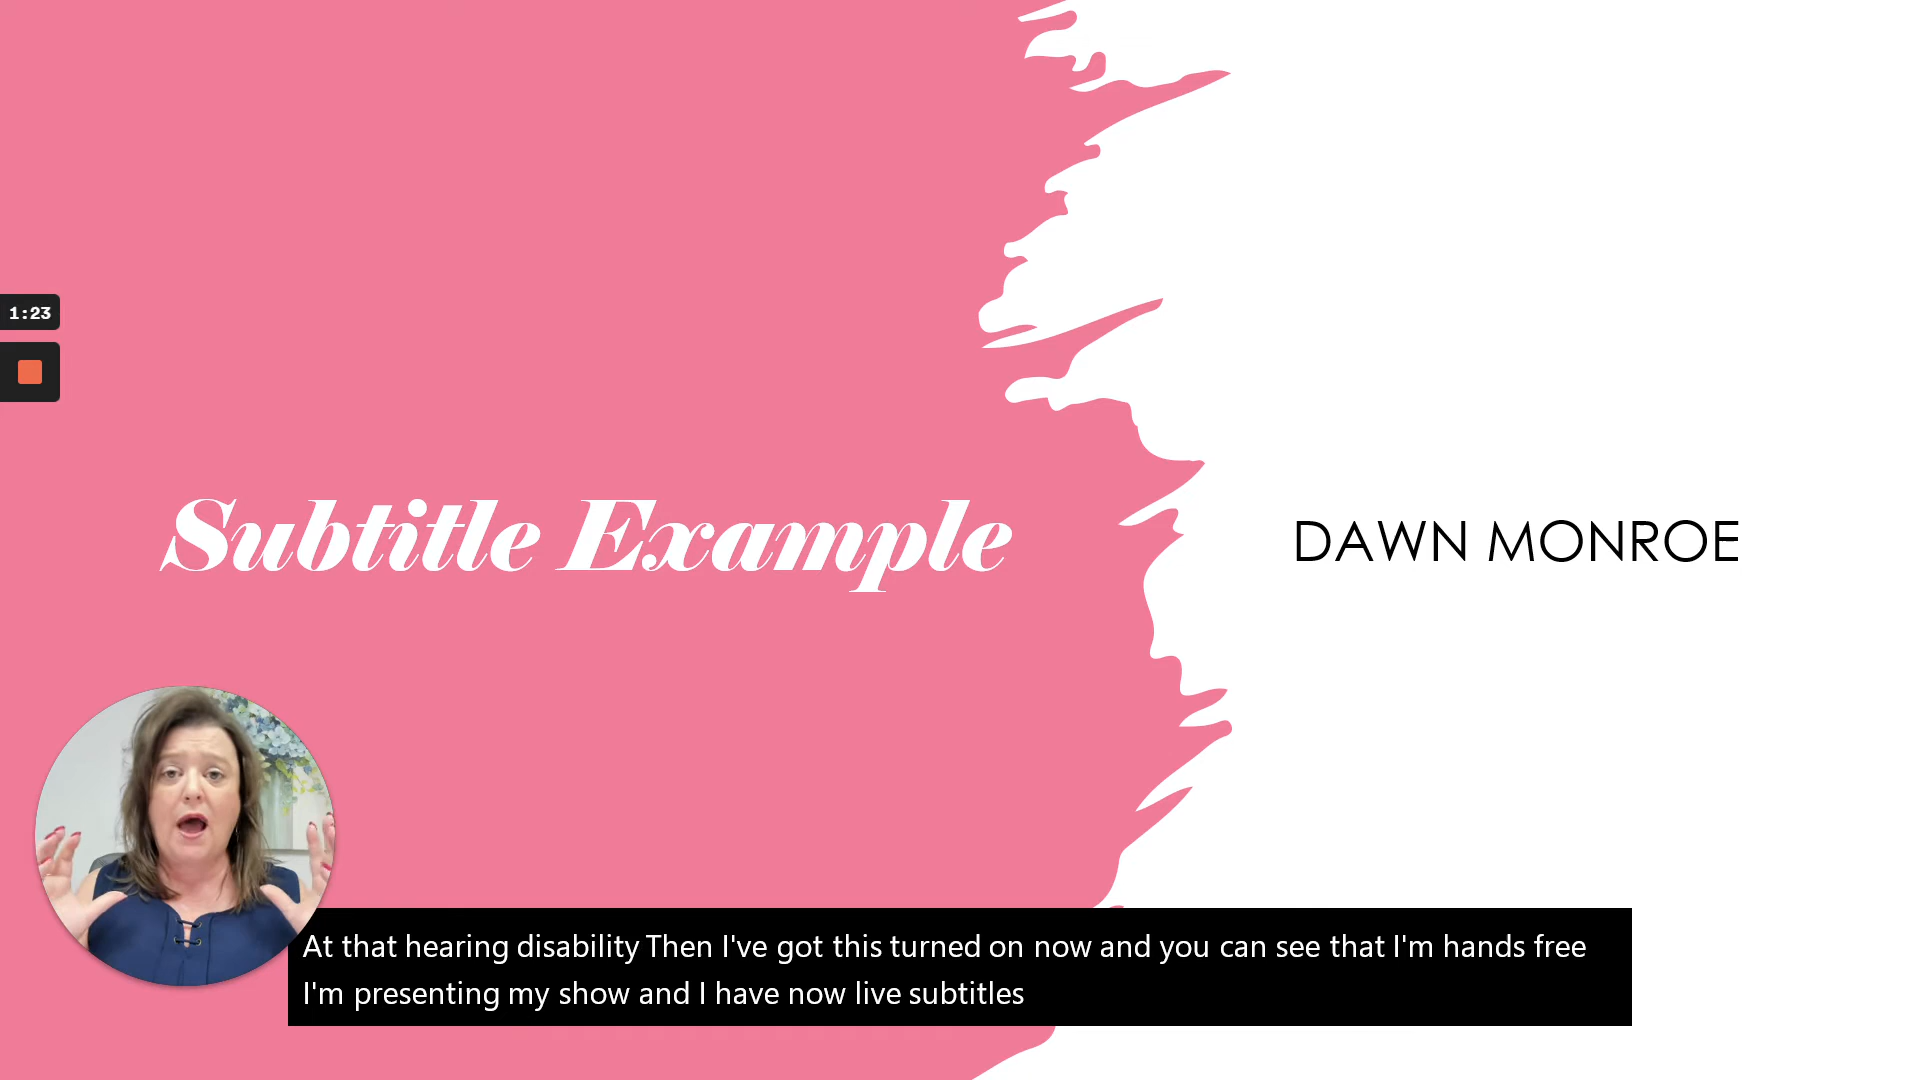 1:23
Subtitle Example
DAWN MONROE
At that hearing disability Then I've got this turned on now and you can see that I'm hands free
I'm presenting my show and I have now live subtitles